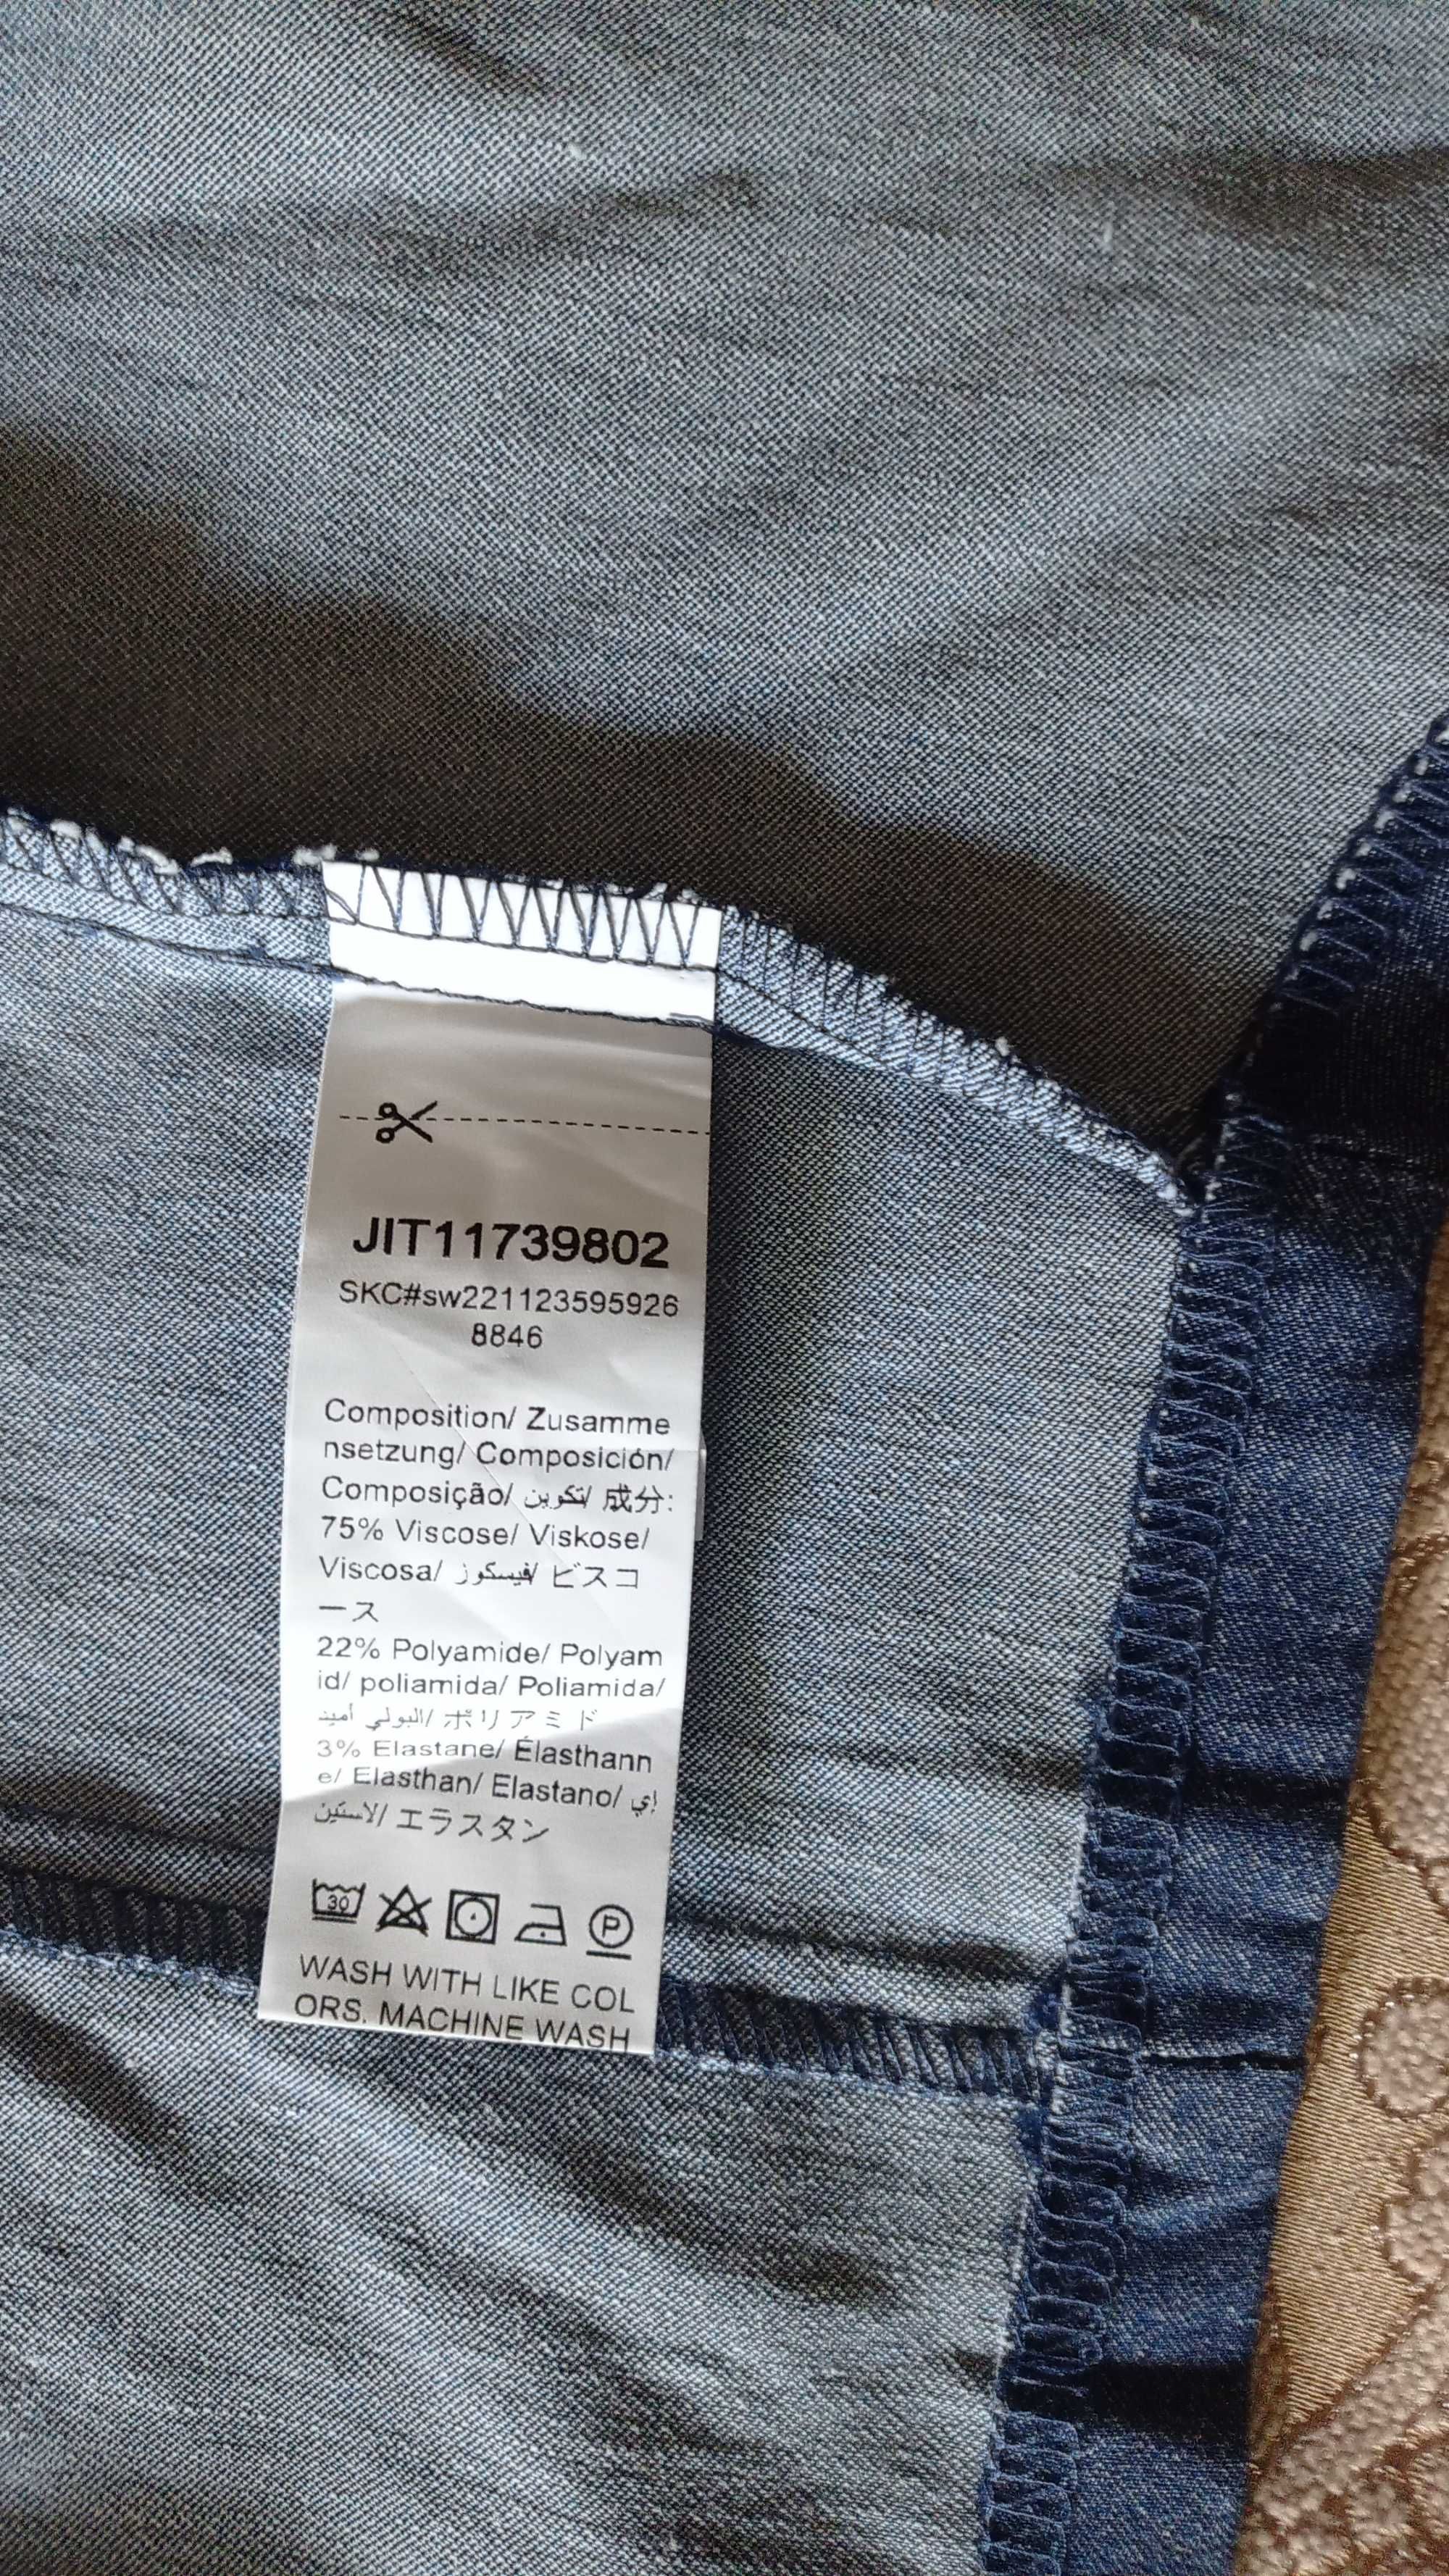 JIT11739802
SKC#sw221123595926
8846
Composition/ Zusamme
nsetzung/ Composición/
Composição/ تكوين/ 成分:
75% Viscose/ Viskose/
Viscosa/ فيسكوز/ ビスコ
ース
22% Polyamide/ Polyam
id/ poliamida/ Poliamida/
البولي أميد/ ポリアミド
3% Elastane/ Élasthann
e/ Elasthan/ Elastano/ إي
لاستين/ エラスタン
30 P
WASH WITH LIKE COL
ORS. MACHINE WASH